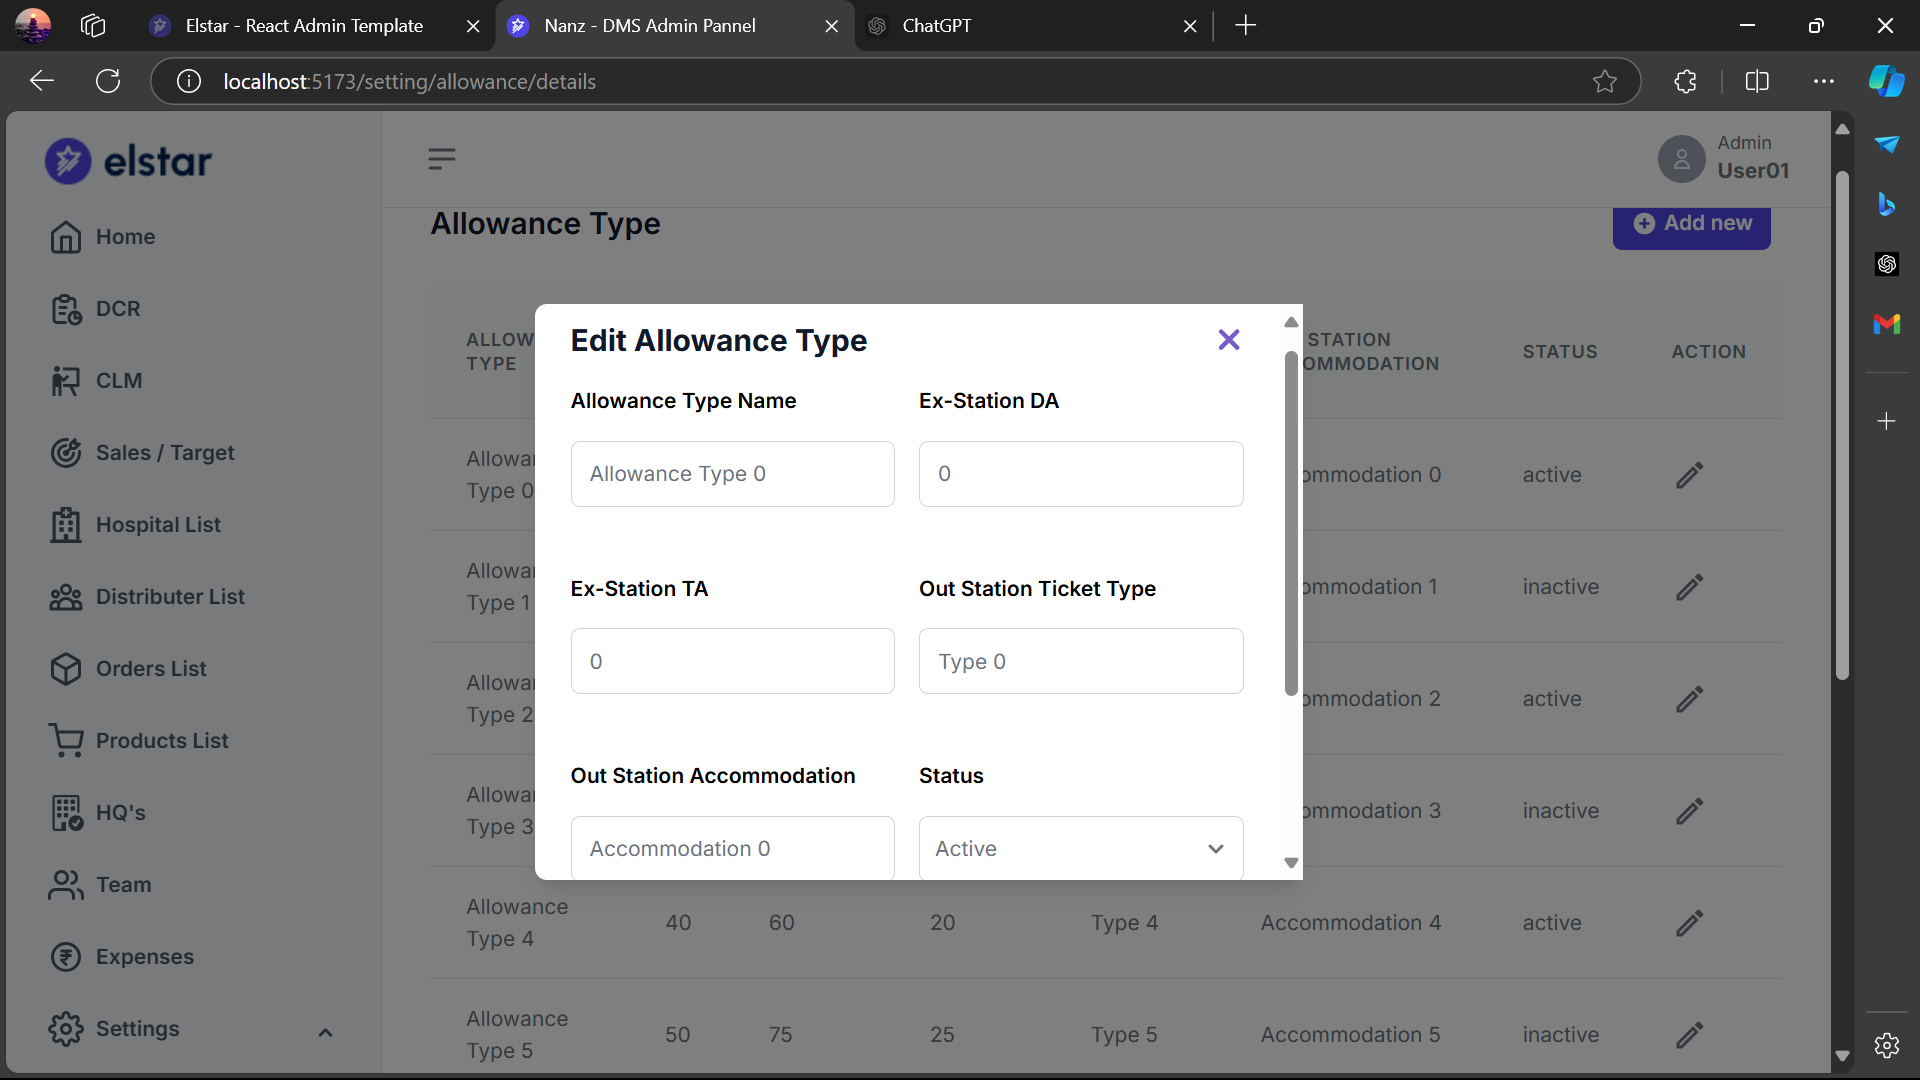 Elstar - React Admin Template
Nanz - DMS Admin Pannel
ChatGPT
localhost:5173/setting/allowance/details
elstar
Admin
User01
Home
DCR
CLM
Sales / Target
Hospital List
Distributer List
Orders List
Products List
HQ's
Team
Expenses
Settings
Allowance Type
Add new
ALLOW
TYPE
STATION
OMMODATION
STATUS
ACTION
Edit Allowance Type
Allowance Type Name
Ex-Station DA
Allowance Type 0
0
Ex-Station TA
Out Station Ticket Type
0
Type 0
Out Station Accommodation
Status
Accommodation 0
Active
Allowa
Type 0
ommodation 0
active
Allowa
Type 1
ommodation 1
inactive
Allowa
Type 2
ommodation 2
active
Allowa
Type 3
ommodation 3
inactive
Allowance
Type 4
40
60
20
Type 4
Accommodation 4
active
Allowance
Type 5
50
75
25
Type 5
Accommodation 5
inactive